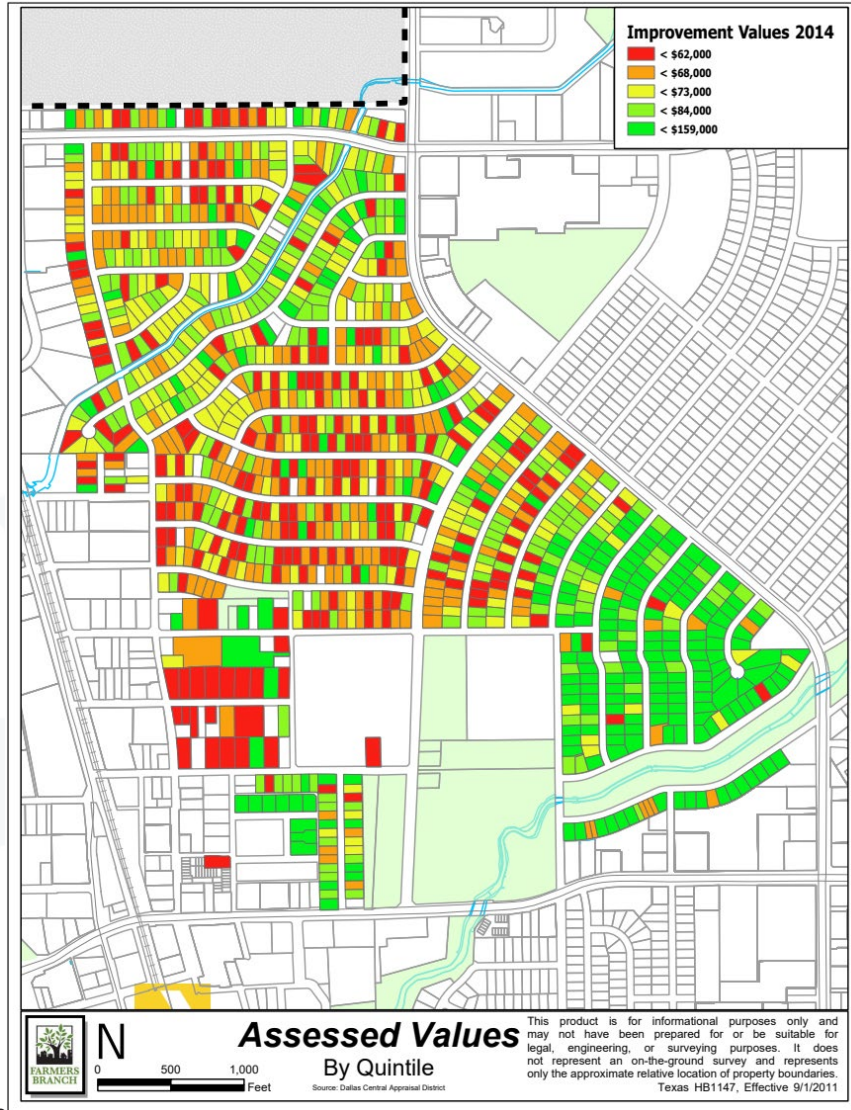 Improvement Values 2014
< $62,000
< $68,000
< $73,000
< $84,000
< $159,000
FARMERS
BRANCH
N
0 500 1,000
Feet
Assessed Values
By Quintile
Source: Dallas Central Appraisal District
This product is for informational purposes only and
may not have been prepared for or be suitable for
legal, engineering, or surveying purposes. It does
not represent an on-the-ground survey and represents
only the approximate relative location of property boundaries.
Texas HB1147, Effective 9/1/2011